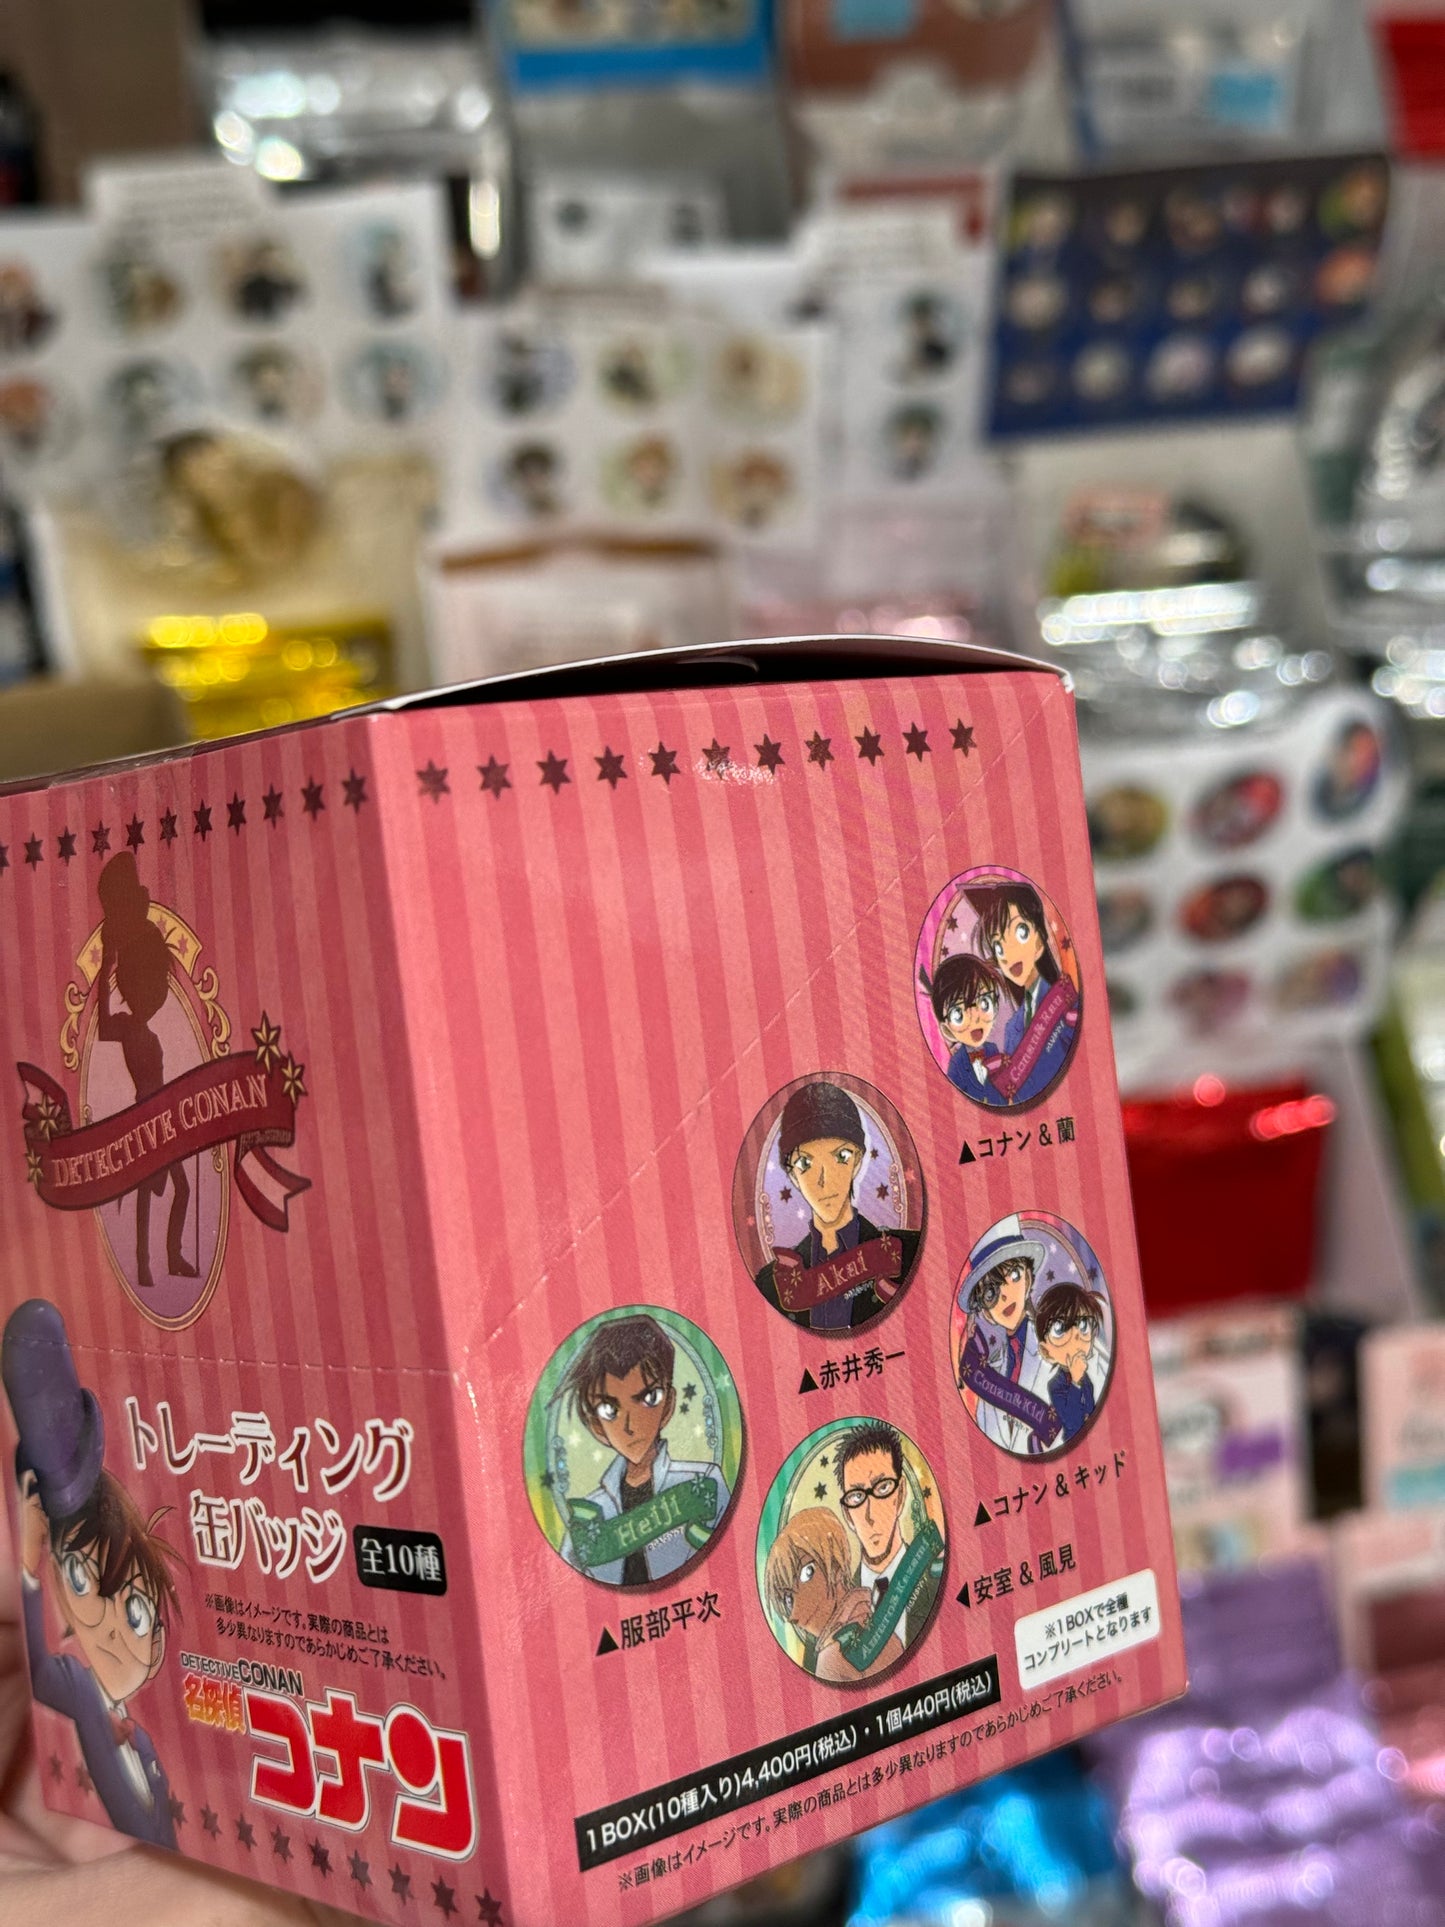 DETECTIVE CONAN
トレーディング
缶バッジ
全10種
※画像はイメージです。実際の商品とは
多少異なりますのであらかじめご了承ください。
DETECTIVE CONAN
名探偵
コナン
Conan&Ran
▲コナン & 蘭
Akai
▲赤井秀一
Conan&Kid
▲コナン & キッド
Heiji
▲服部平次
Amuro&Kazami
◀安室 & 風見
※1BOXで全種
コンプリートとなります
1BOX(10種入り)4,400円(税込)・1個440円(税込)
※画像はイメージです。実際の商品とは多少異なりますのであらかじめご了承ください。